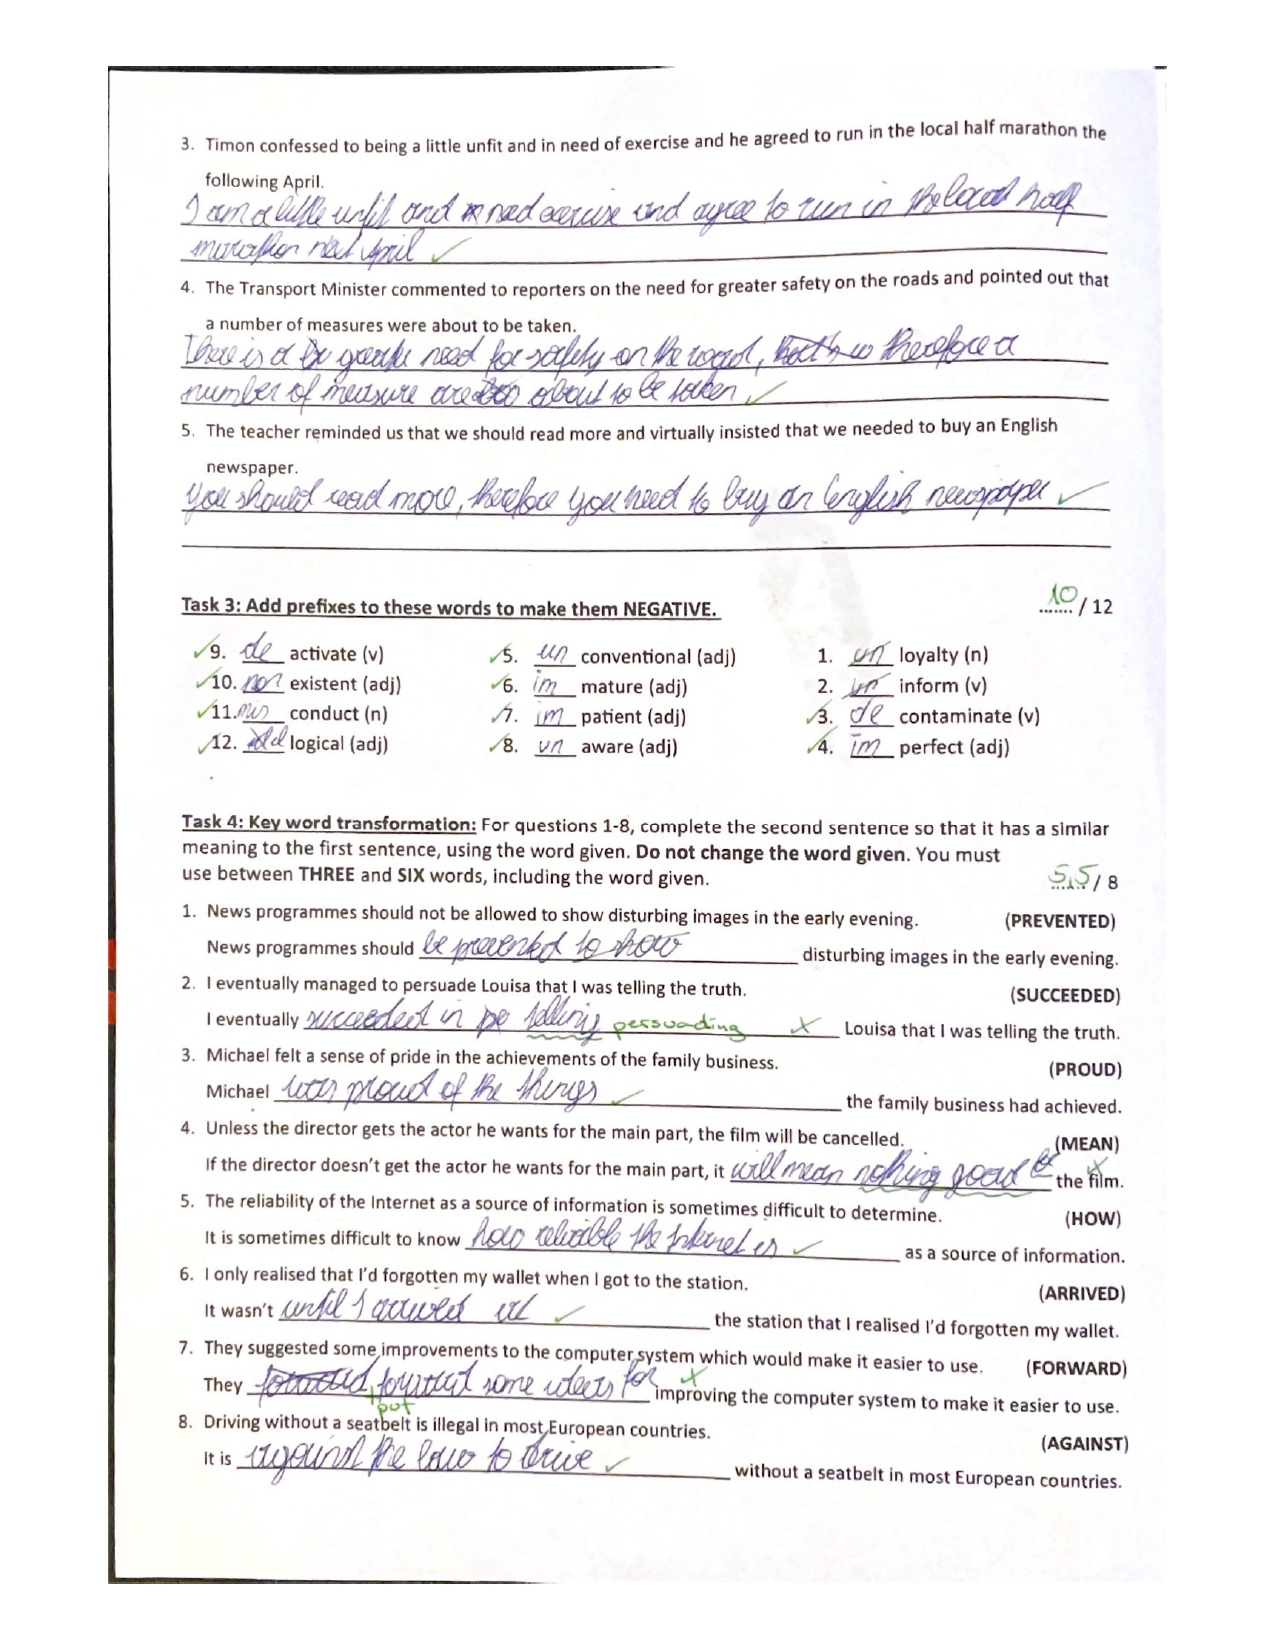 3. Timon confessed to being a little unfit and in need of exercise and he agreed to run in the local half marathon the
following April.
I am a little unfit and need exercise and agree to run in the local half
marathon next April ✓
4. The Transport Minister commented to reporters on the need for greater safety on the roads and pointed out that
a number of measures were about to be taken.
There is a greate need for safety on the road, therefore a
number of measure are about to be taken ✓
5. The teacher reminded us that we should read more and virtually insisted that we needed to buy an English
newspaper.
You should read more, therefore you need to buy an English newspaper ✓
Task 3: Add prefixes to these words to make them NEGATIVE. 10 / 12
✓9. de activate (v) ✓5. un conventional (adj) 1. un loyalty (n)
✓10. non existent (adj) ✓6. im mature (adj) 2. un inform (v)
✓11. mis conduct (n) ✓7. im patient (adj) ✓3. de contaminate (v)
✓12. logical (adj) ✓8. un aware (adj) ✓4. im perfect (adj)
Task 4: Key word transformation: For questions 1-8, complete the second sentence so that it has a similar
meaning to the first sentence, using the word given. Do not change the word given. You must
use between THREE and SIX words, including the word given. 5,5 / 8
1. News programmes should not be allowed to show disturbing images in the early evening. (PREVENTED)
News programmes should be prevented to show disturbing images in the early evening.
2. I eventually managed to persuade Louisa that I was telling the truth. (SUCCEEDED)
I eventually succeeded in telling persuading x Louisa that I was telling the truth.
3. Michael felt a sense of pride in the achievements of the family business. (PROUD)
Michael was proud of the things ✓ the family business had achieved.
4. Unless the director gets the actor he wants for the main part, the film will be cancelled. (MEAN)
If the director doesn't get the actor he wants for the main part, it will mean nothing good x the film.
5. The reliability of the Internet as a source of information is sometimes difficult to determine. (HOW)
It is sometimes difficult to know how reliable the Internet is ✓ as a source of information.
6. I only realised that I'd forgotten my wallet when I got to the station. (ARRIVED)
It wasn't until I arrived at ✓ the station that I realised I'd forgotten my wallet.
7. They suggested some improvements to the computer system which would make it easier to use. (FORWARD)
They forward some ideas for x improving the computer system to make it easier to use.
put
8. Driving without a seatbelt is illegal in most European countries. (AGAINST)
It is against the law to drive ✓ without a seatbelt in most European countries.